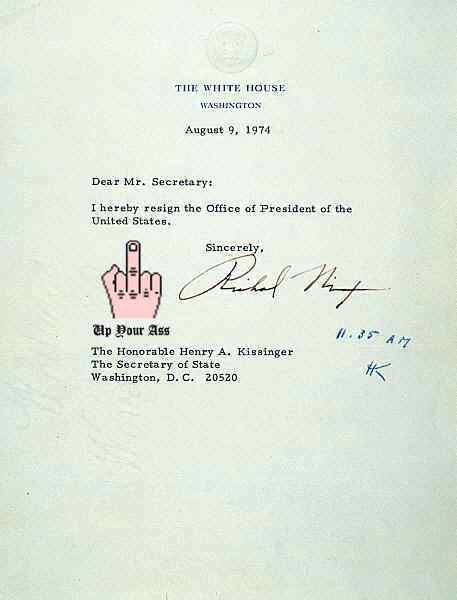 THE WHITE HOUSE
WASHINGTON
August 9, 1974
Dear Mr. Secretary:
I hereby resign the Office of President of the
United States.
Sincerely,
Richard Nixon
Up Your Ass
11.35 AM
HK
The Honorable Henry A. Kissinger
The Secretary of State
Washington, D.C. 20520